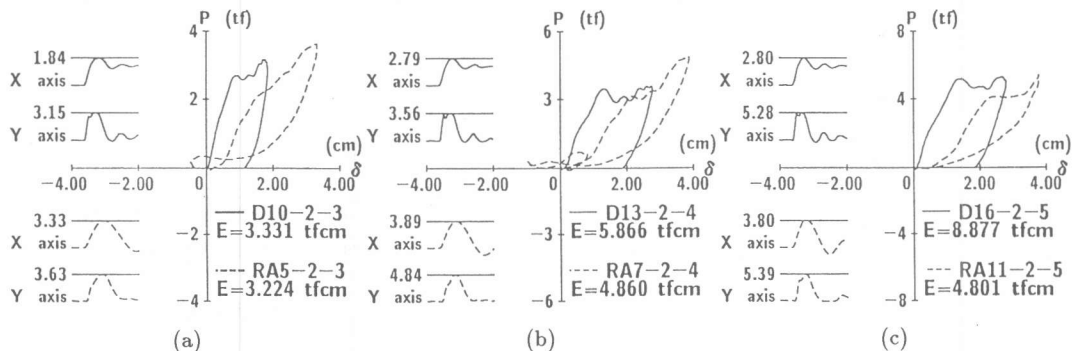 P (tf)
4
2
0
−2
−4
(cm)
δ
−4.00 −2.00 0 2.00 4.00
1.84
X axis
3.15
Y axis
3.33
X axis
3.63
Y axis
D10−2−3
E=3.331 tfcm
RA5−2−3
E=3.224 tfcm
(a)
P (tf)
6
3
0
−3
−6
(cm)
δ
−4.00 −2.00 0 2.00 4.00
2.79
X axis
3.56
Y axis
3.89
X axis
4.84
Y axis
D13−2−4
E=5.866 tfcm
RA7−2−4
E=4.860 tfcm
(b)
P (tf)
8
4
0
−4
−8
(cm)
δ
−4.00 −2.00 0 2.00 4.00
2.80
X axis
5.28
Y axis
3.80
X axis
5.39
Y axis
D16−2−5
E=8.877 tfcm
RA11−2−5
E=4.801 tfcm
(c)